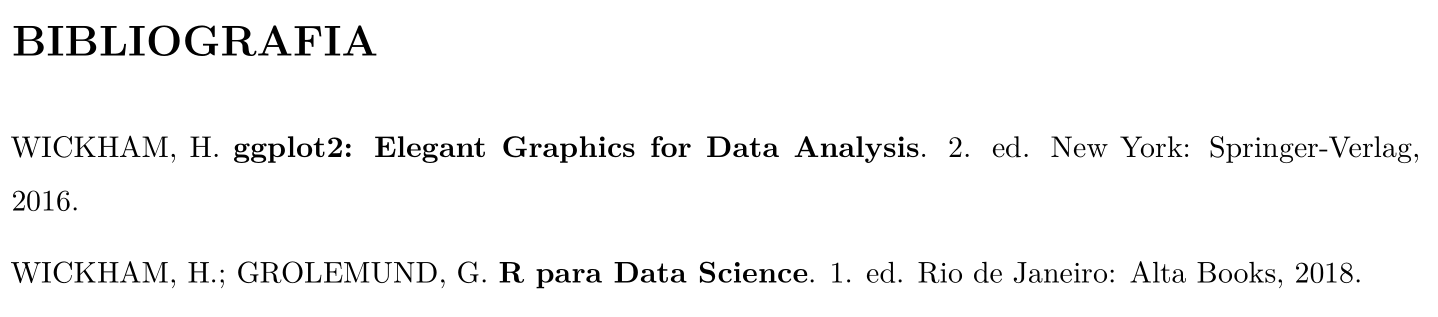 BIBLIOGRAFIA
WICKHAM, H. ggplot2: Elegant Graphics for Data Analysis. 2. ed. New York: Springer-Verlag,
2016.
WICKHAM, H.; GROLEMUND, G. R para Data Science. 1. ed. Rio de Janeiro: Alta Books, 2018.